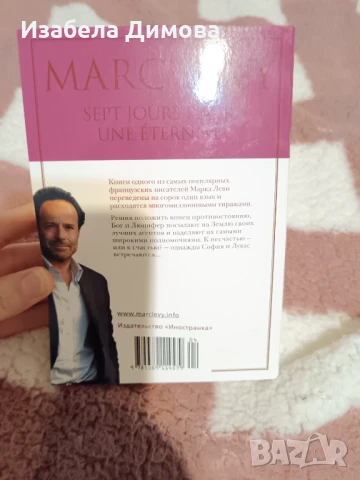 Изабела Димова
MARC LEVY
SEPT JOURS
UNE ÉTERNITÉ
Книги одного из самых популярных
французских писателей Марка Леви
переведены на сорок один язык и
расходятся многомиллионными тиражами.
Решив положить конец противостоянию,
Бог и Люцифер посылают на Землю своих
лучших агентов и наделяют их самыми
широкими полномочиями. К несчастью –
или к счастью? – однажды София и Лукас
встречаются...
www.marclevy.info
Издательство «Иностранка»
BAZAR